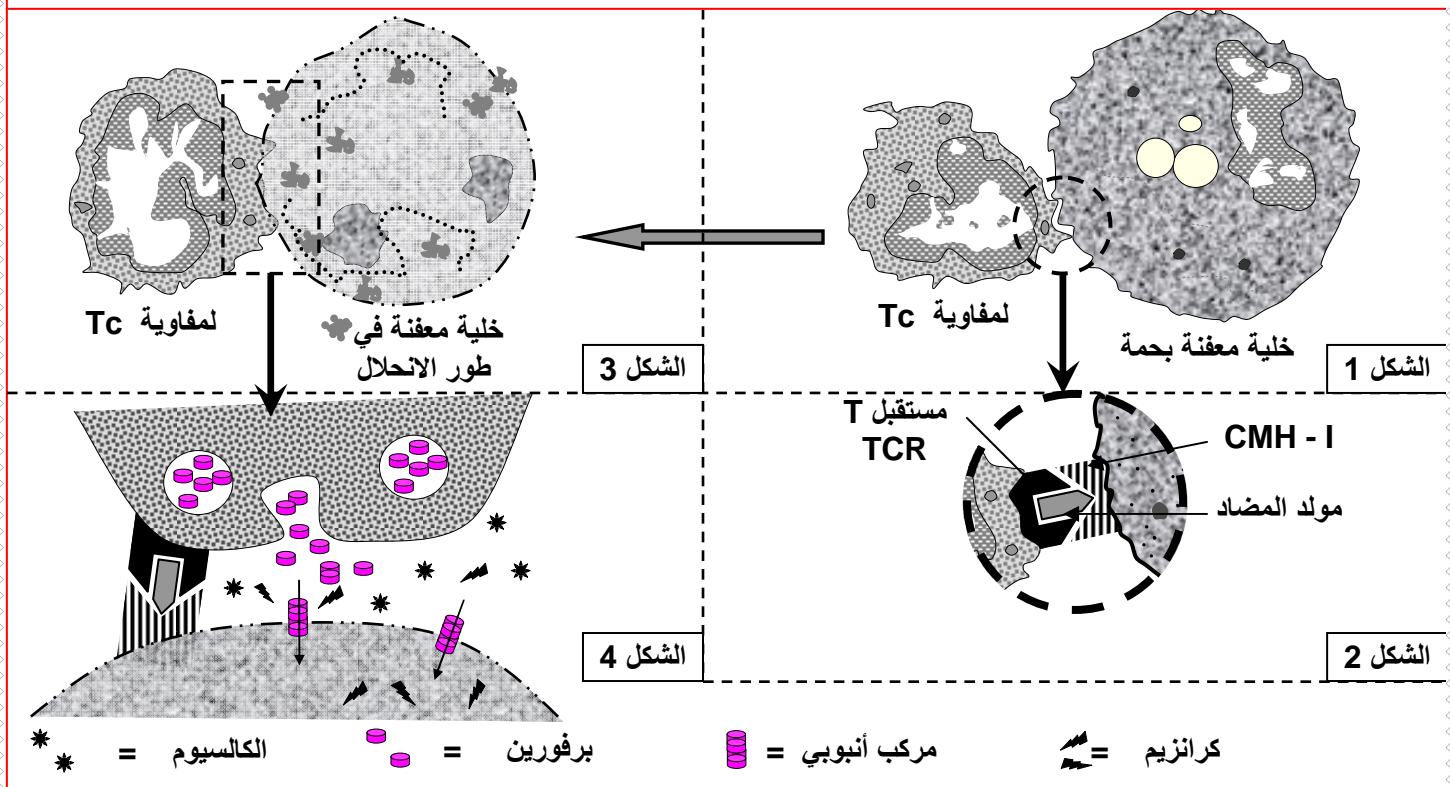 لمفاوية Tc
خلية معفنة بحمة
الشكل 1
مستقبل T
TCR
CMH - I
مولد المضاد
الشكل 2
لمفاوية Tc
خلية معفنة في
طور الانحلال
الشكل 3
الشكل 4
كرانزيم =
مركب أنبوبي =
برفورين =
الكالسيوم =